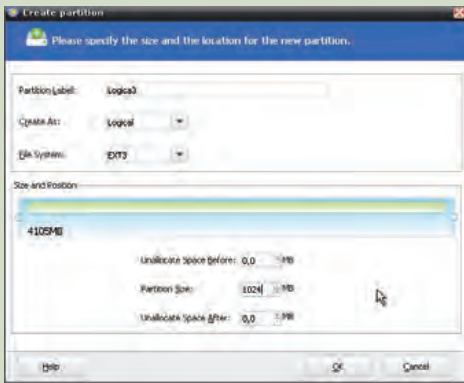 Create partition
Please specify the size and the location for the new partition.
Partition Label: Logica3
Create As: Logical
File System: EXT3
Size and Position
4105MB
Unallocate Space Before: 0,0 MB
Partition Size: 1024 MB
Unallocate Space After: 0,0 MB
Help OK Cancel